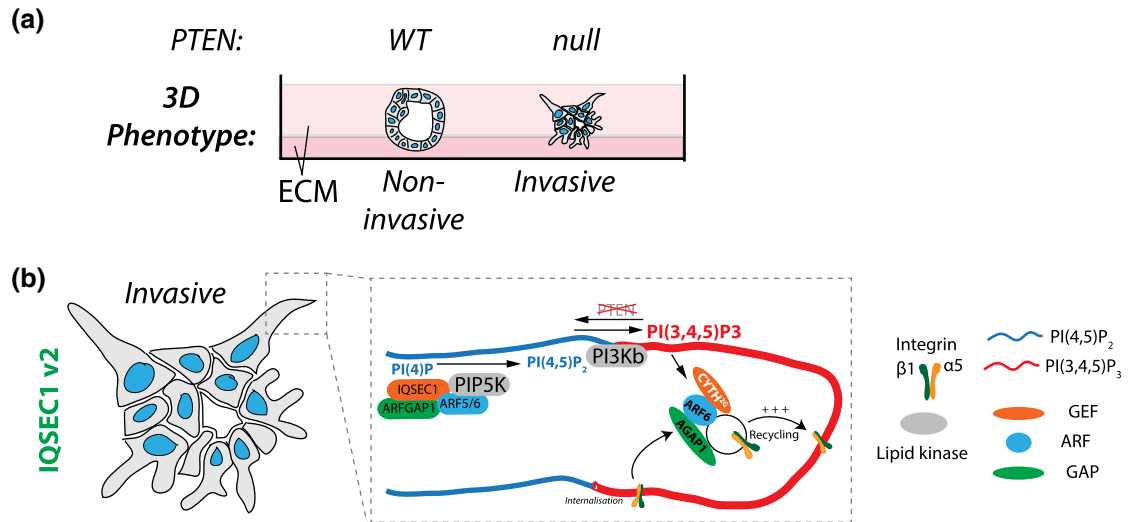 (a)
PTEN:
WT
null
3D
Phenotype:
ECM
Non-
invasive
Invasive
(b)
IQSEC1 v2
Invasive
PTEN
PI(3,4,5)P3
PI(4)P
PI(4,5)P2
PI3Kb
IQSEC1
PIP5K
ARFGAP1
ARF5/6
CYTH2G
ARF6
AGAP1
+ + +
Recycling
Internalisation
Integrin
β1 α5
Lipid kinase
PI(4,5)P2
PI(3,4,5)P3
GEF
ARF
GAP